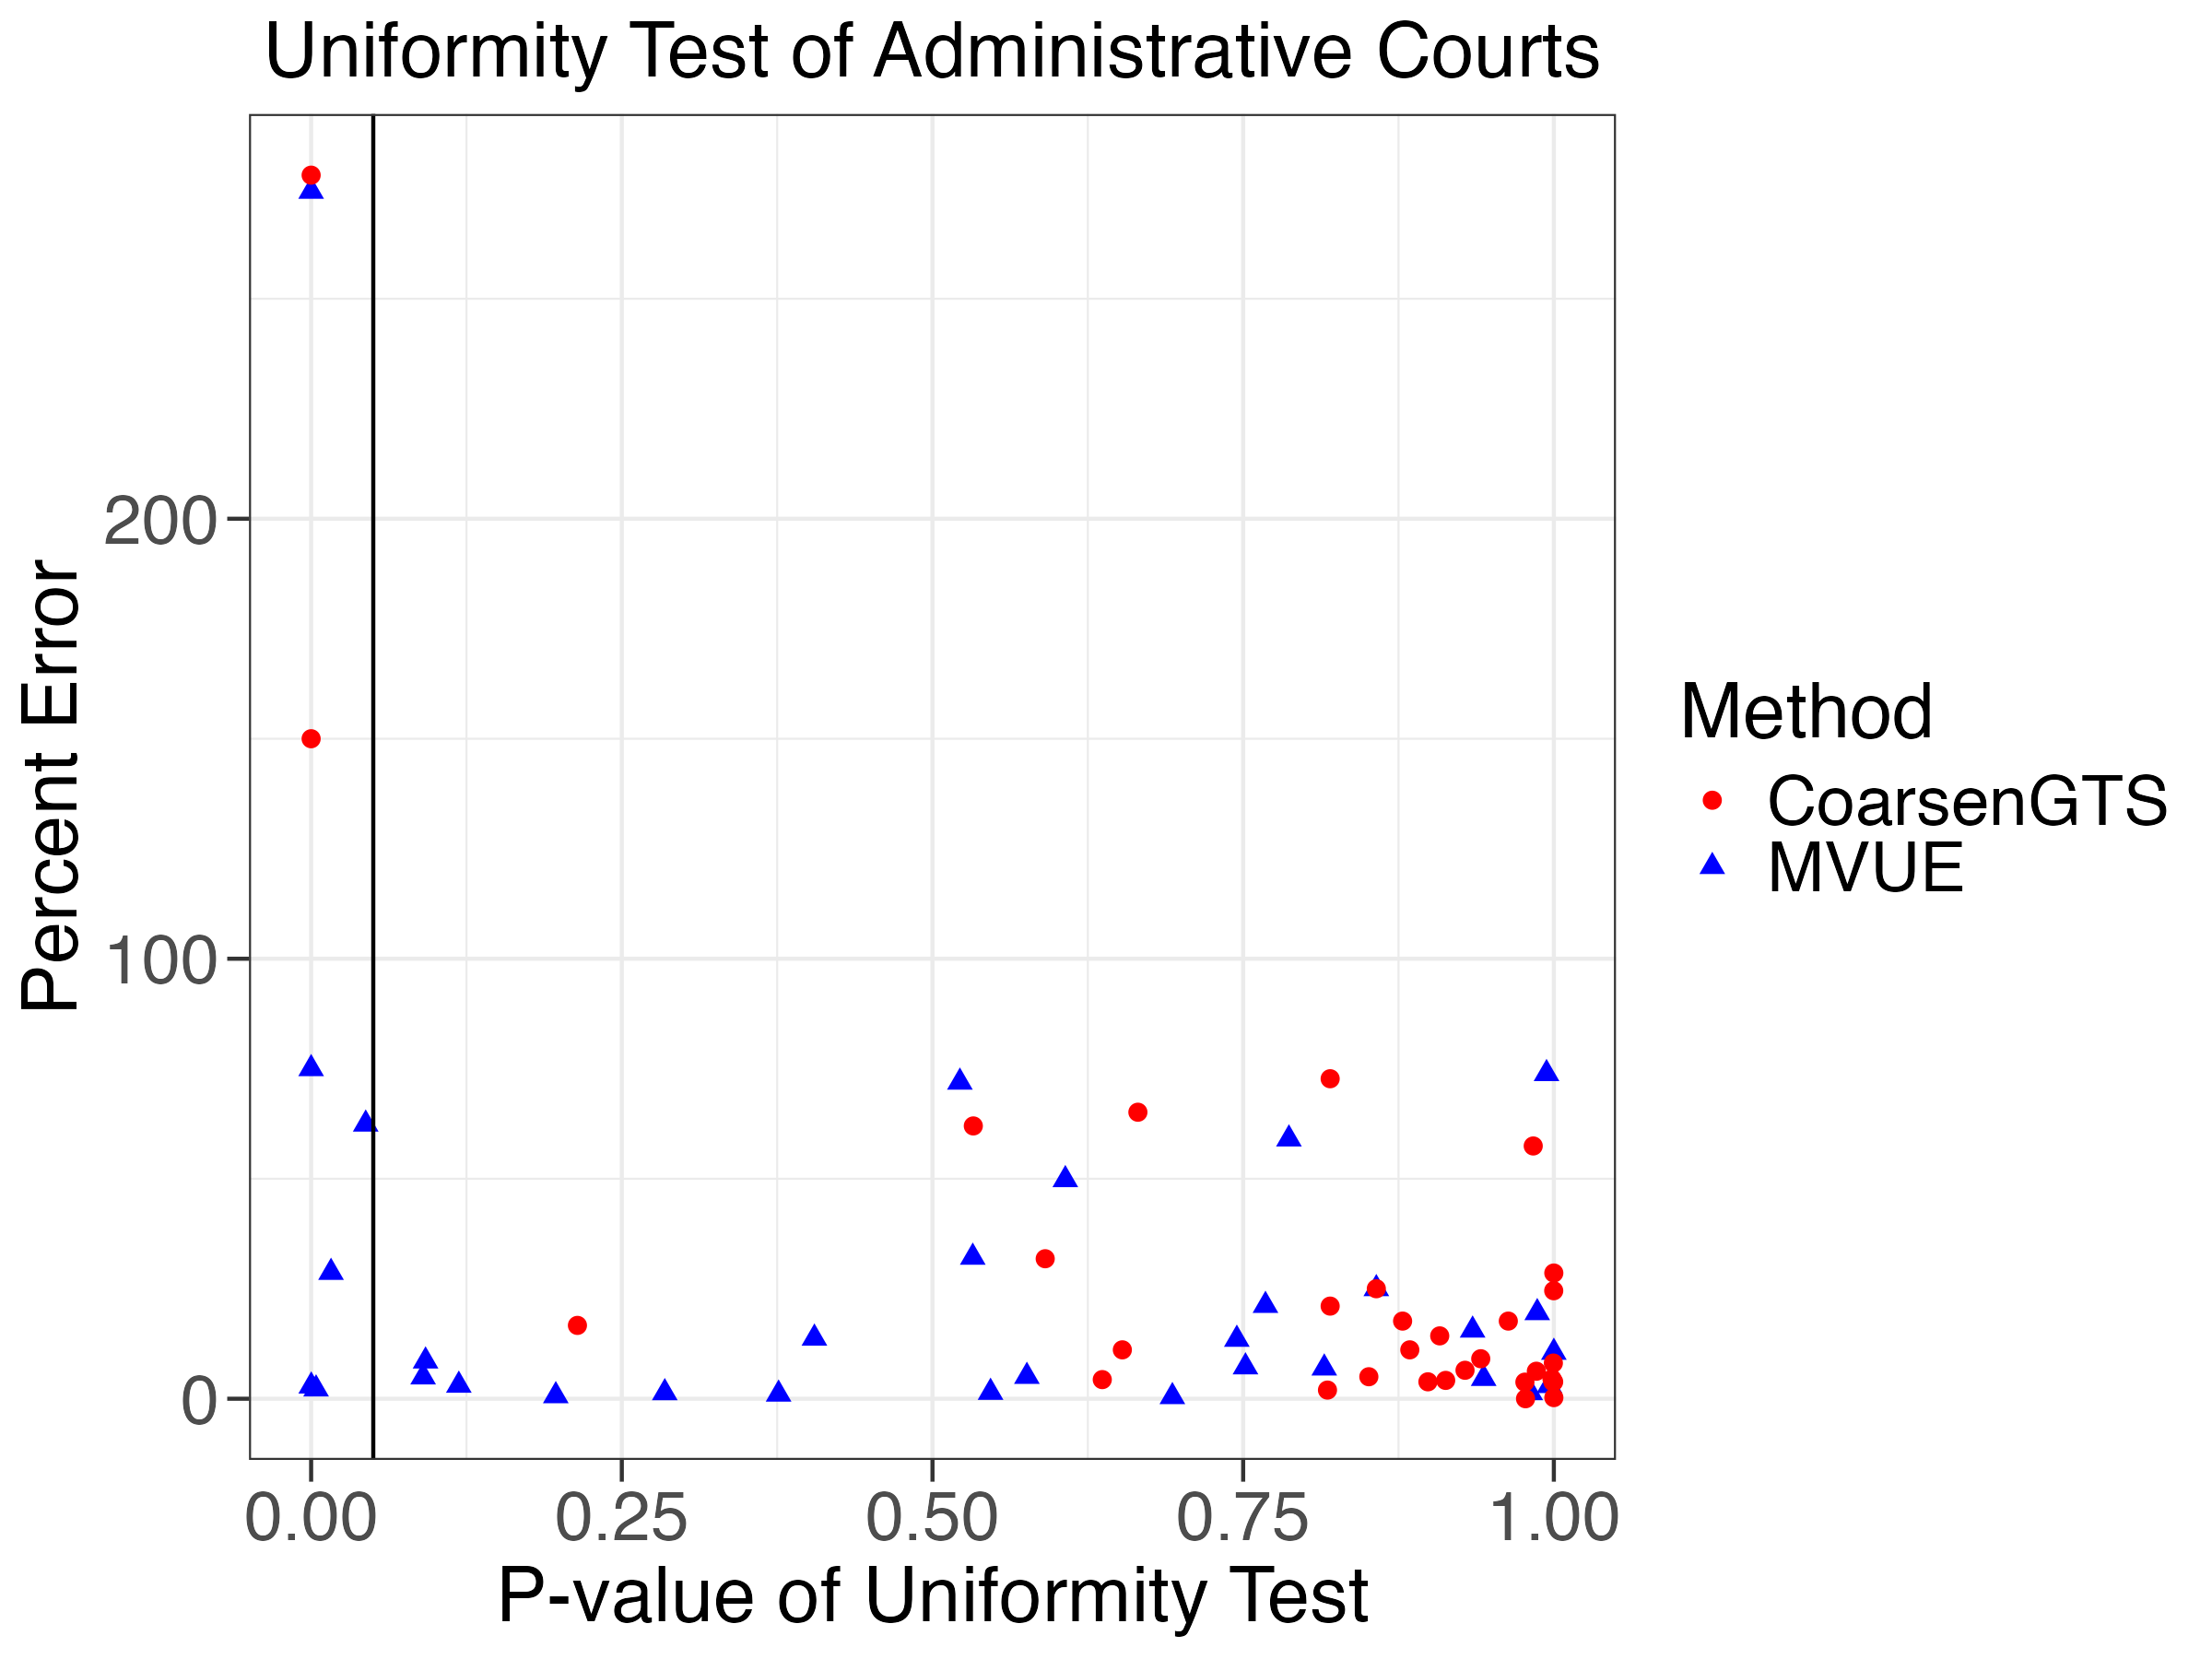 Uniformity Test of Administrative Courts
Percent Error
200
100
0
0.00 0.25 0.50 0.75 1.00
P-value of Uniformity Test
Method
CoarsenGTS
MVUE